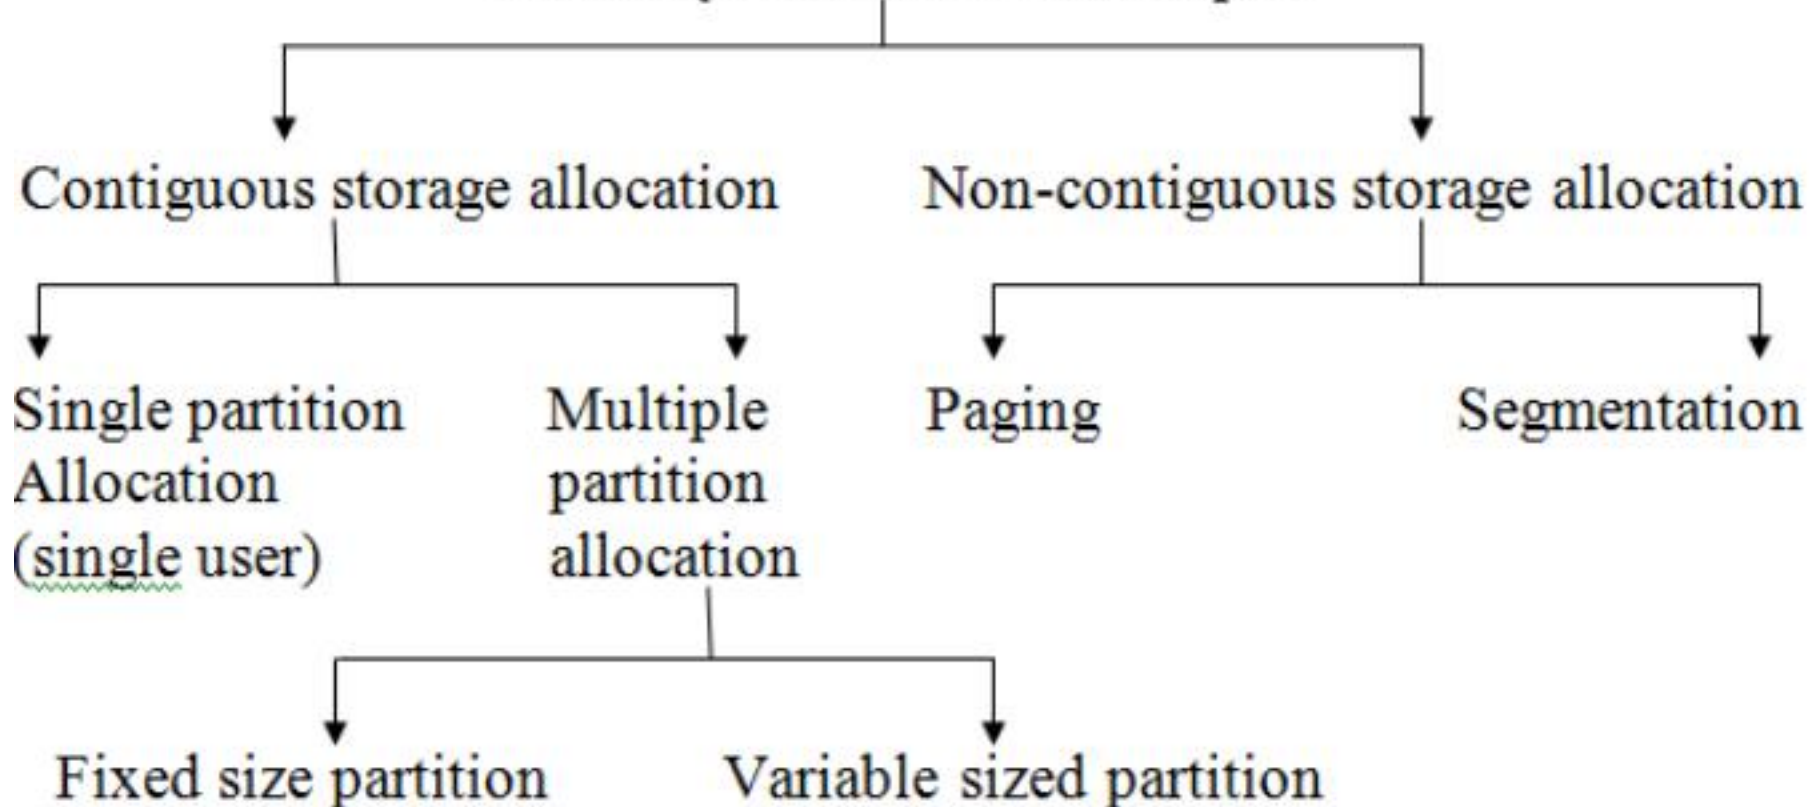 Contiguous storage allocation
Non-contiguous storage allocation
Single partition
Allocation
(single user)
Multiple
partition
allocation
Paging
Segmentation
Fixed size partition
Variable sized partition